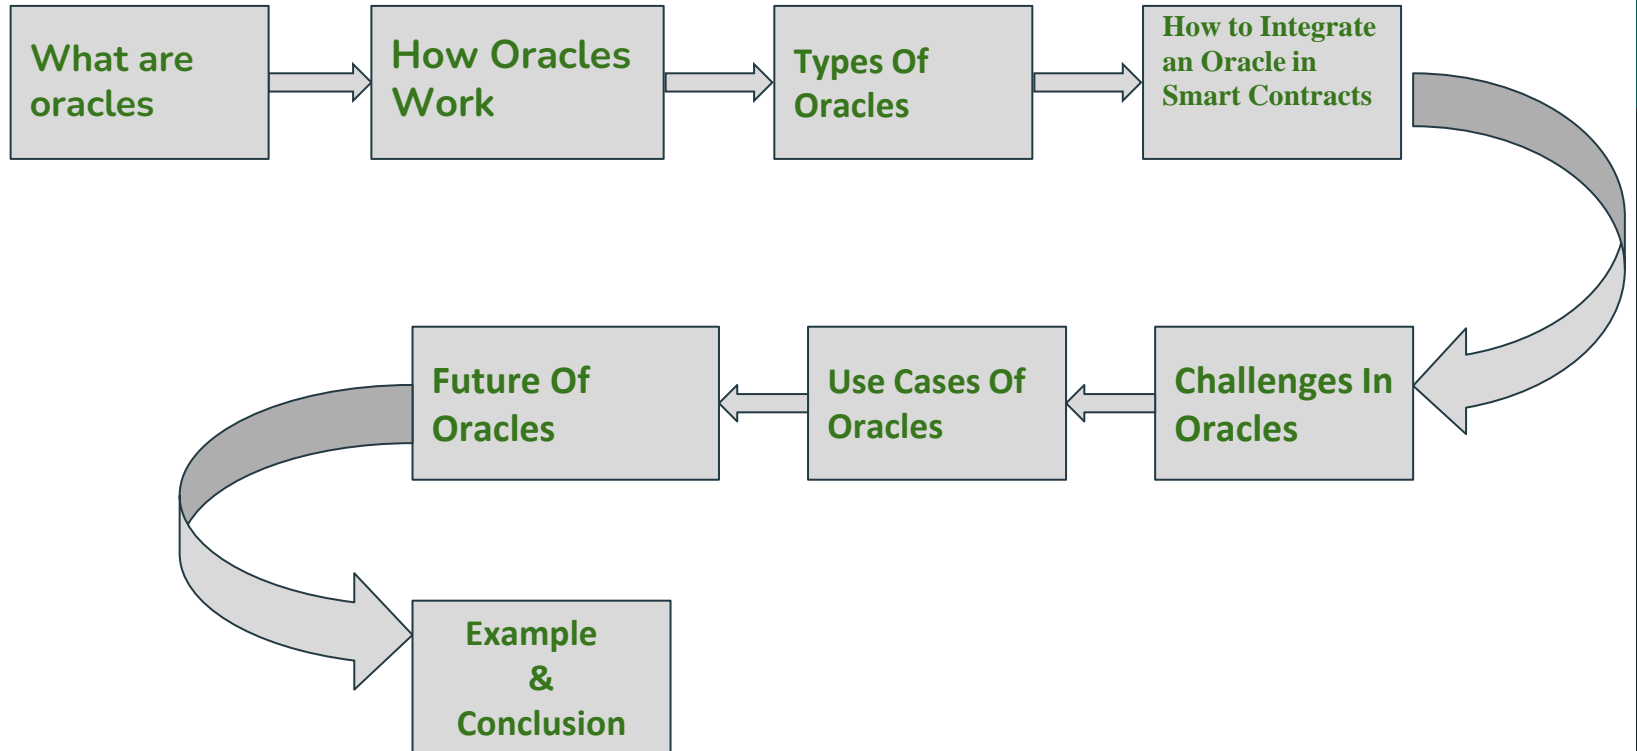 What are
oracles
How Oracles
Work
Types Of
Oracles
How to Integrate
an Oracle in
Smart Contracts
Challenges In
Oracles
Use Cases Of
Oracles
Future Of
Oracles
Example
&
Conclusion